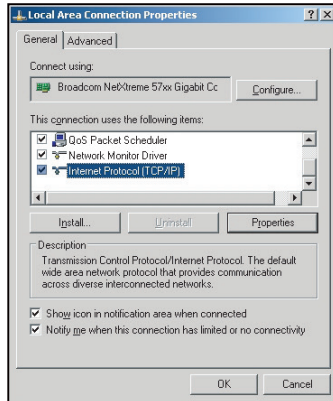 Local Area Connection Properties
General
Advanced
Connect using:
Broadcom NetXtreme 57xx Gigabit Cc
Configure...
This connection uses the following items:
QoS Packet Scheduler
Network Monitor Driver
Internet Protocol (TCP/IP)
Install...
Uninstall
Properties
Description
Transmission Control Protocol/Internet Protocol. The default
wide area network protocol that provides communication
across diverse interconnected networks.
Show icon in notification area when connected
Notify me when this connection has limited or no connectivity
OK
Cancel